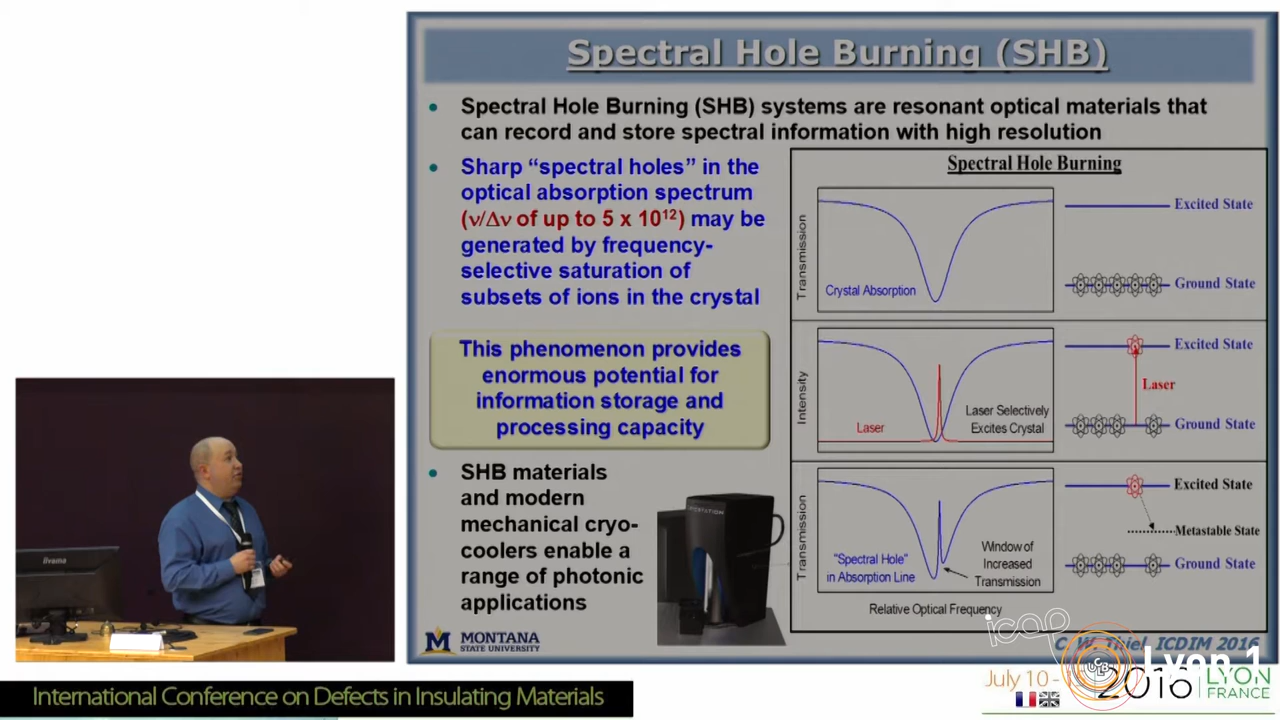 Spectral Hole Burning (SHB)
• Spectral Hole Burning (SHB) systems are resonant optical materials that
can record and store spectral information with high resolution
• Sharp “spectral holes” in the
optical absorption spectrum
(ν/Δν of up to 5 x 10¹²) may be
generated by frequency-
selective saturation of
subsets of ions in the crystal
This phenomenon provides
enormous potential for
information storage and
processing capacity
• SHB materials
and modern
mechanical cryo-
coolers enable a
range of photonic
applications
Spectral Hole Burning
Transmission
Crystal Absorption
Excited State
Ground State
Intensity
Laser
Laser Selectively
Excites Crystal
Excited State
Laser
Ground State
Transmission
"Spectral Hole"
in Absorption Line
Window of
Increased
Transmission
Excited State
Metastable State
Ground State
Relative Optical Frequency
MONTANA
STATE UNIVERSITY
C. W. Thiel, ICDIM 2016
iiyama
icap
UCB
Lyon 1
International Conference on Defects in Insulating Materials
July 10 -
2016
LYON
FRANCE